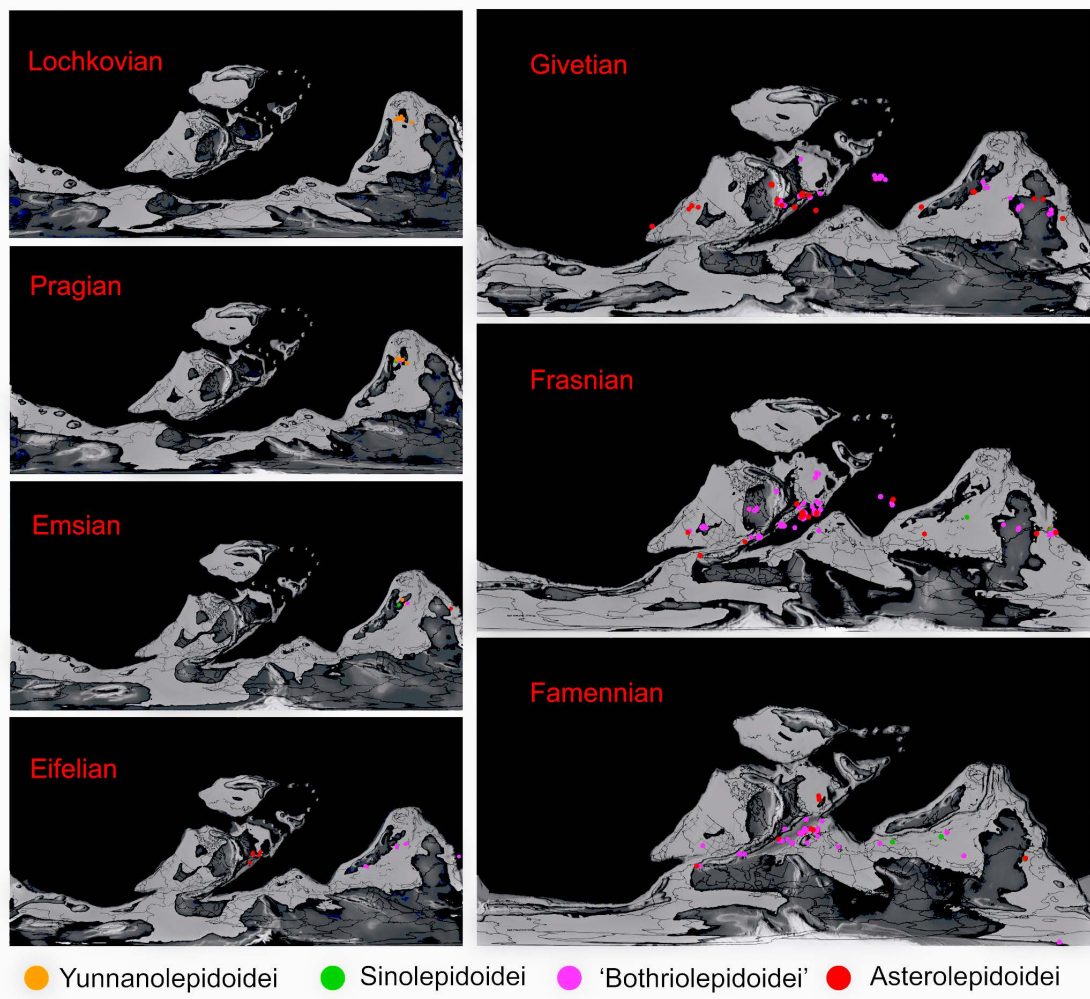 Lochkovian
Pragian
Emsian
Eifelian
Givetian
Frasnian
Famennian
Yunnanolepidoidei Sinolepidoidei ‘Bothriolepidoidei’ Asterolepidoidei